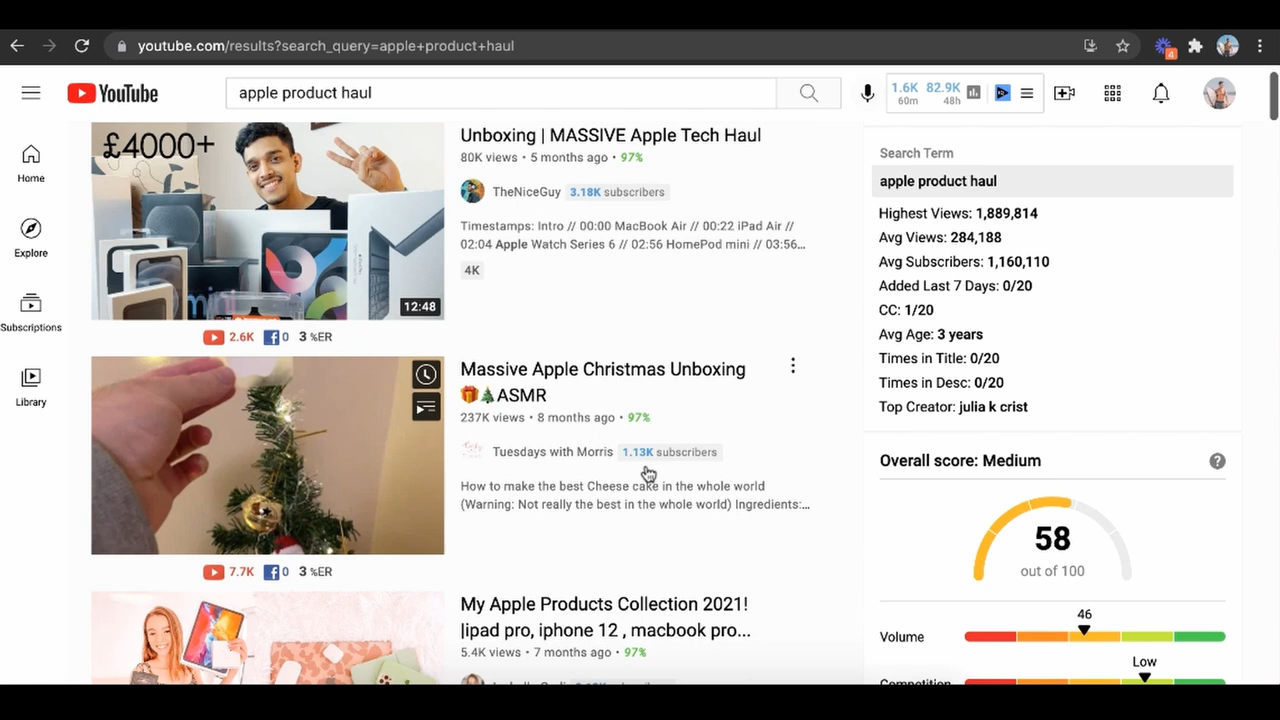 youtube.com/results?search_query=apple+product+haul
4
YouTube
apple product haul
1.6K 82.9K
60m 48h
Home
Explore
Subscriptions
Library
£4000+
12:48
Unboxing | MASSIVE Apple Tech Haul
80K views • 5 months ago • 97%
TheNiceGuy 3.18K subscribers
Timestamps: Intro // 00:00 MacBook Air // 00:22 iPad Air //
02:04 Apple Watch Series 6 // 02:56 HomePod mini // 03:56...
4K
2.6K 0 3 %ER
Massive Apple Christmas Unboxing
🎁🎄ASMR
237K views • 8 months ago • 97%
Tuesdays with Morris 1.13K subscribers
How to make the best Cheese cake in the whole world
(Warning: Not really the best in the whole world) Ingredients:...
7.7K 0 3 %ER
My Apple Products Collection 2021!
|ipad pro, iphone 12 , macbook pro...
5.4K views • 7 months ago • 97%
Search Term
apple product haul
Highest Views: 1,889,814
Avg Views: 284,188
Avg Subscribers: 1,160,110
Added Last 7 Days: 0/20
CC: 1/20
Avg Age: 3 years
Times in Title: 0/20
Times in Desc: 0/20
Top Creator: julia k crist
Overall score: Medium
58
out of 100
46
Volume
Low
Competition